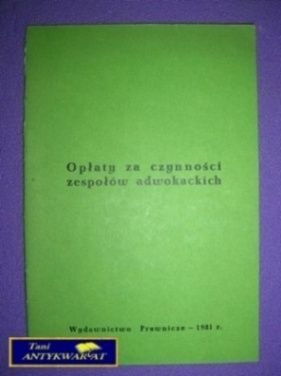 Opłaty za czynności
zespołów adwokackich
Wydawnictwo Prawnicze – 1981 r.
Tani
ANTYKWARIAT